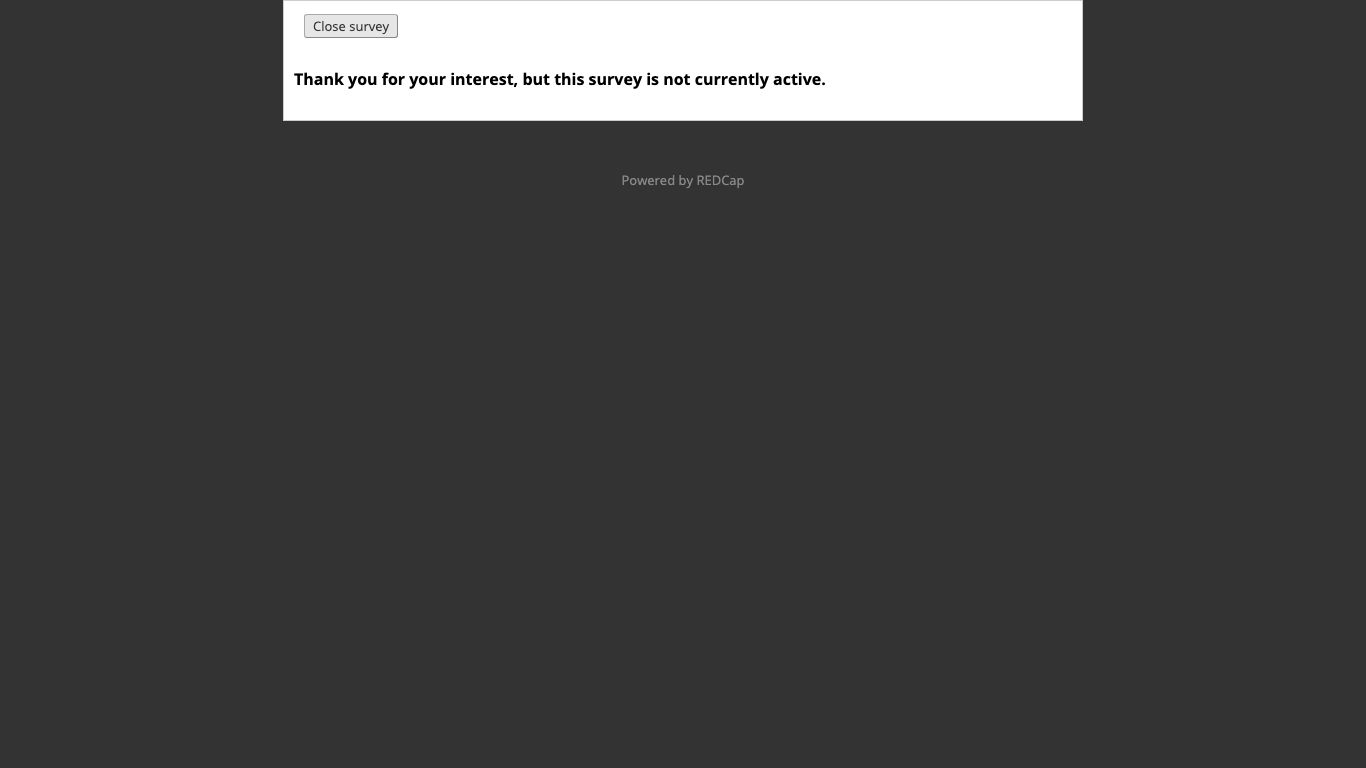 Close survey
Thank you for your interest, but this survey is not currently active.
Powered by REDCap